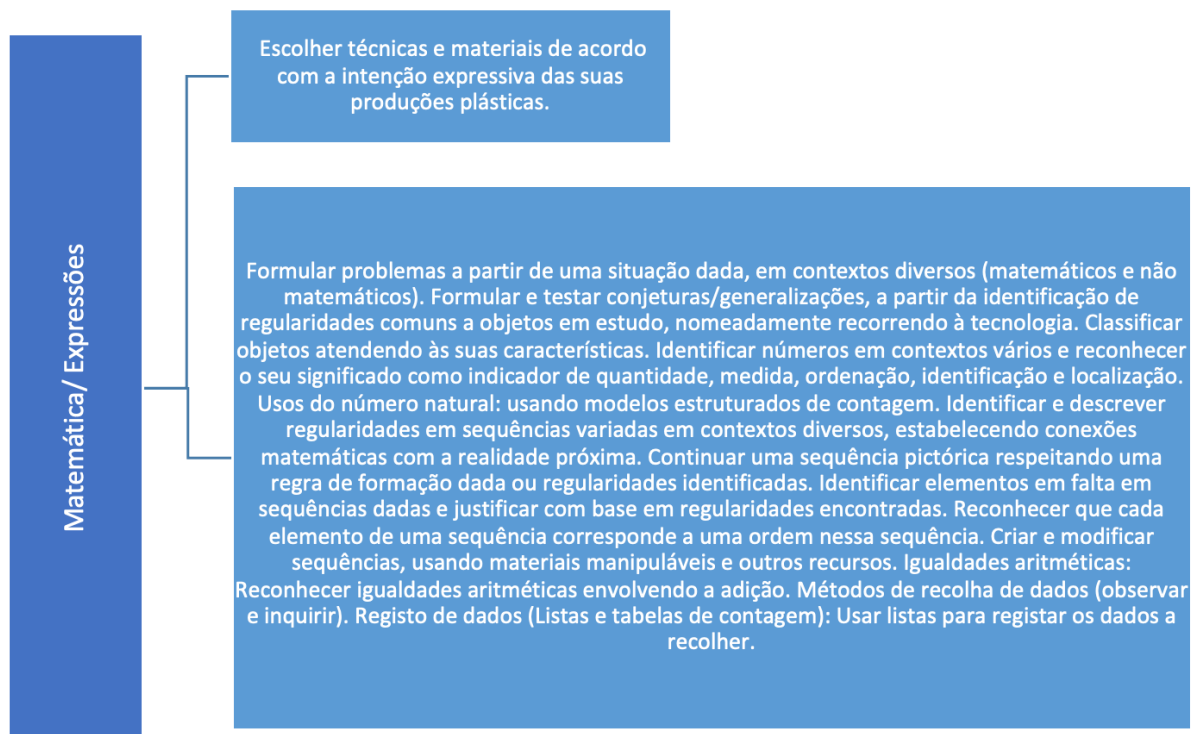 Matemática/ Expressões
Escolher técnicas e materiais de acordo
com a intenção expressiva das suas
produções plásticas.
Formular problemas a partir de uma situação dada, em contextos diversos (matemáticos e não
matemáticos). Formular e testar conjeturas/generalizações, a partir da identificação de
regularidades comuns a objetos em estudo, nomeadamente recorrendo à tecnologia. Classificar
objetos atendendo às suas características. Identificar números em contextos vários e reconhecer
o seu significado como indicador de quantidade, medida, ordenação, identificação e localização.
Usos do número natural: usando modelos estruturados de contagem. Identificar e descrever
regularidades em sequências variadas em contextos diversos, estabelecendo conexões
matemáticas com a realidade próxima. Continuar uma sequência pictórica respeitando uma
regra de formação dada ou regularidades identificadas. Identificar elementos em falta em
sequências dadas e justificar com base em regularidades encontradas. Reconhecer que cada
elemento de uma sequência corresponde a uma ordem nessa sequência. Criar e modificar
sequências, usando materiais manipuláveis e outros recursos. Igualdades aritméticas:
Reconhecer igualdades aritméticas envolvendo a adição. Métodos de recolha de dados (observar
e inquirir). Registo de dados (Listas e tabelas de contagem): Usar listas para registar os dados a
recolher.